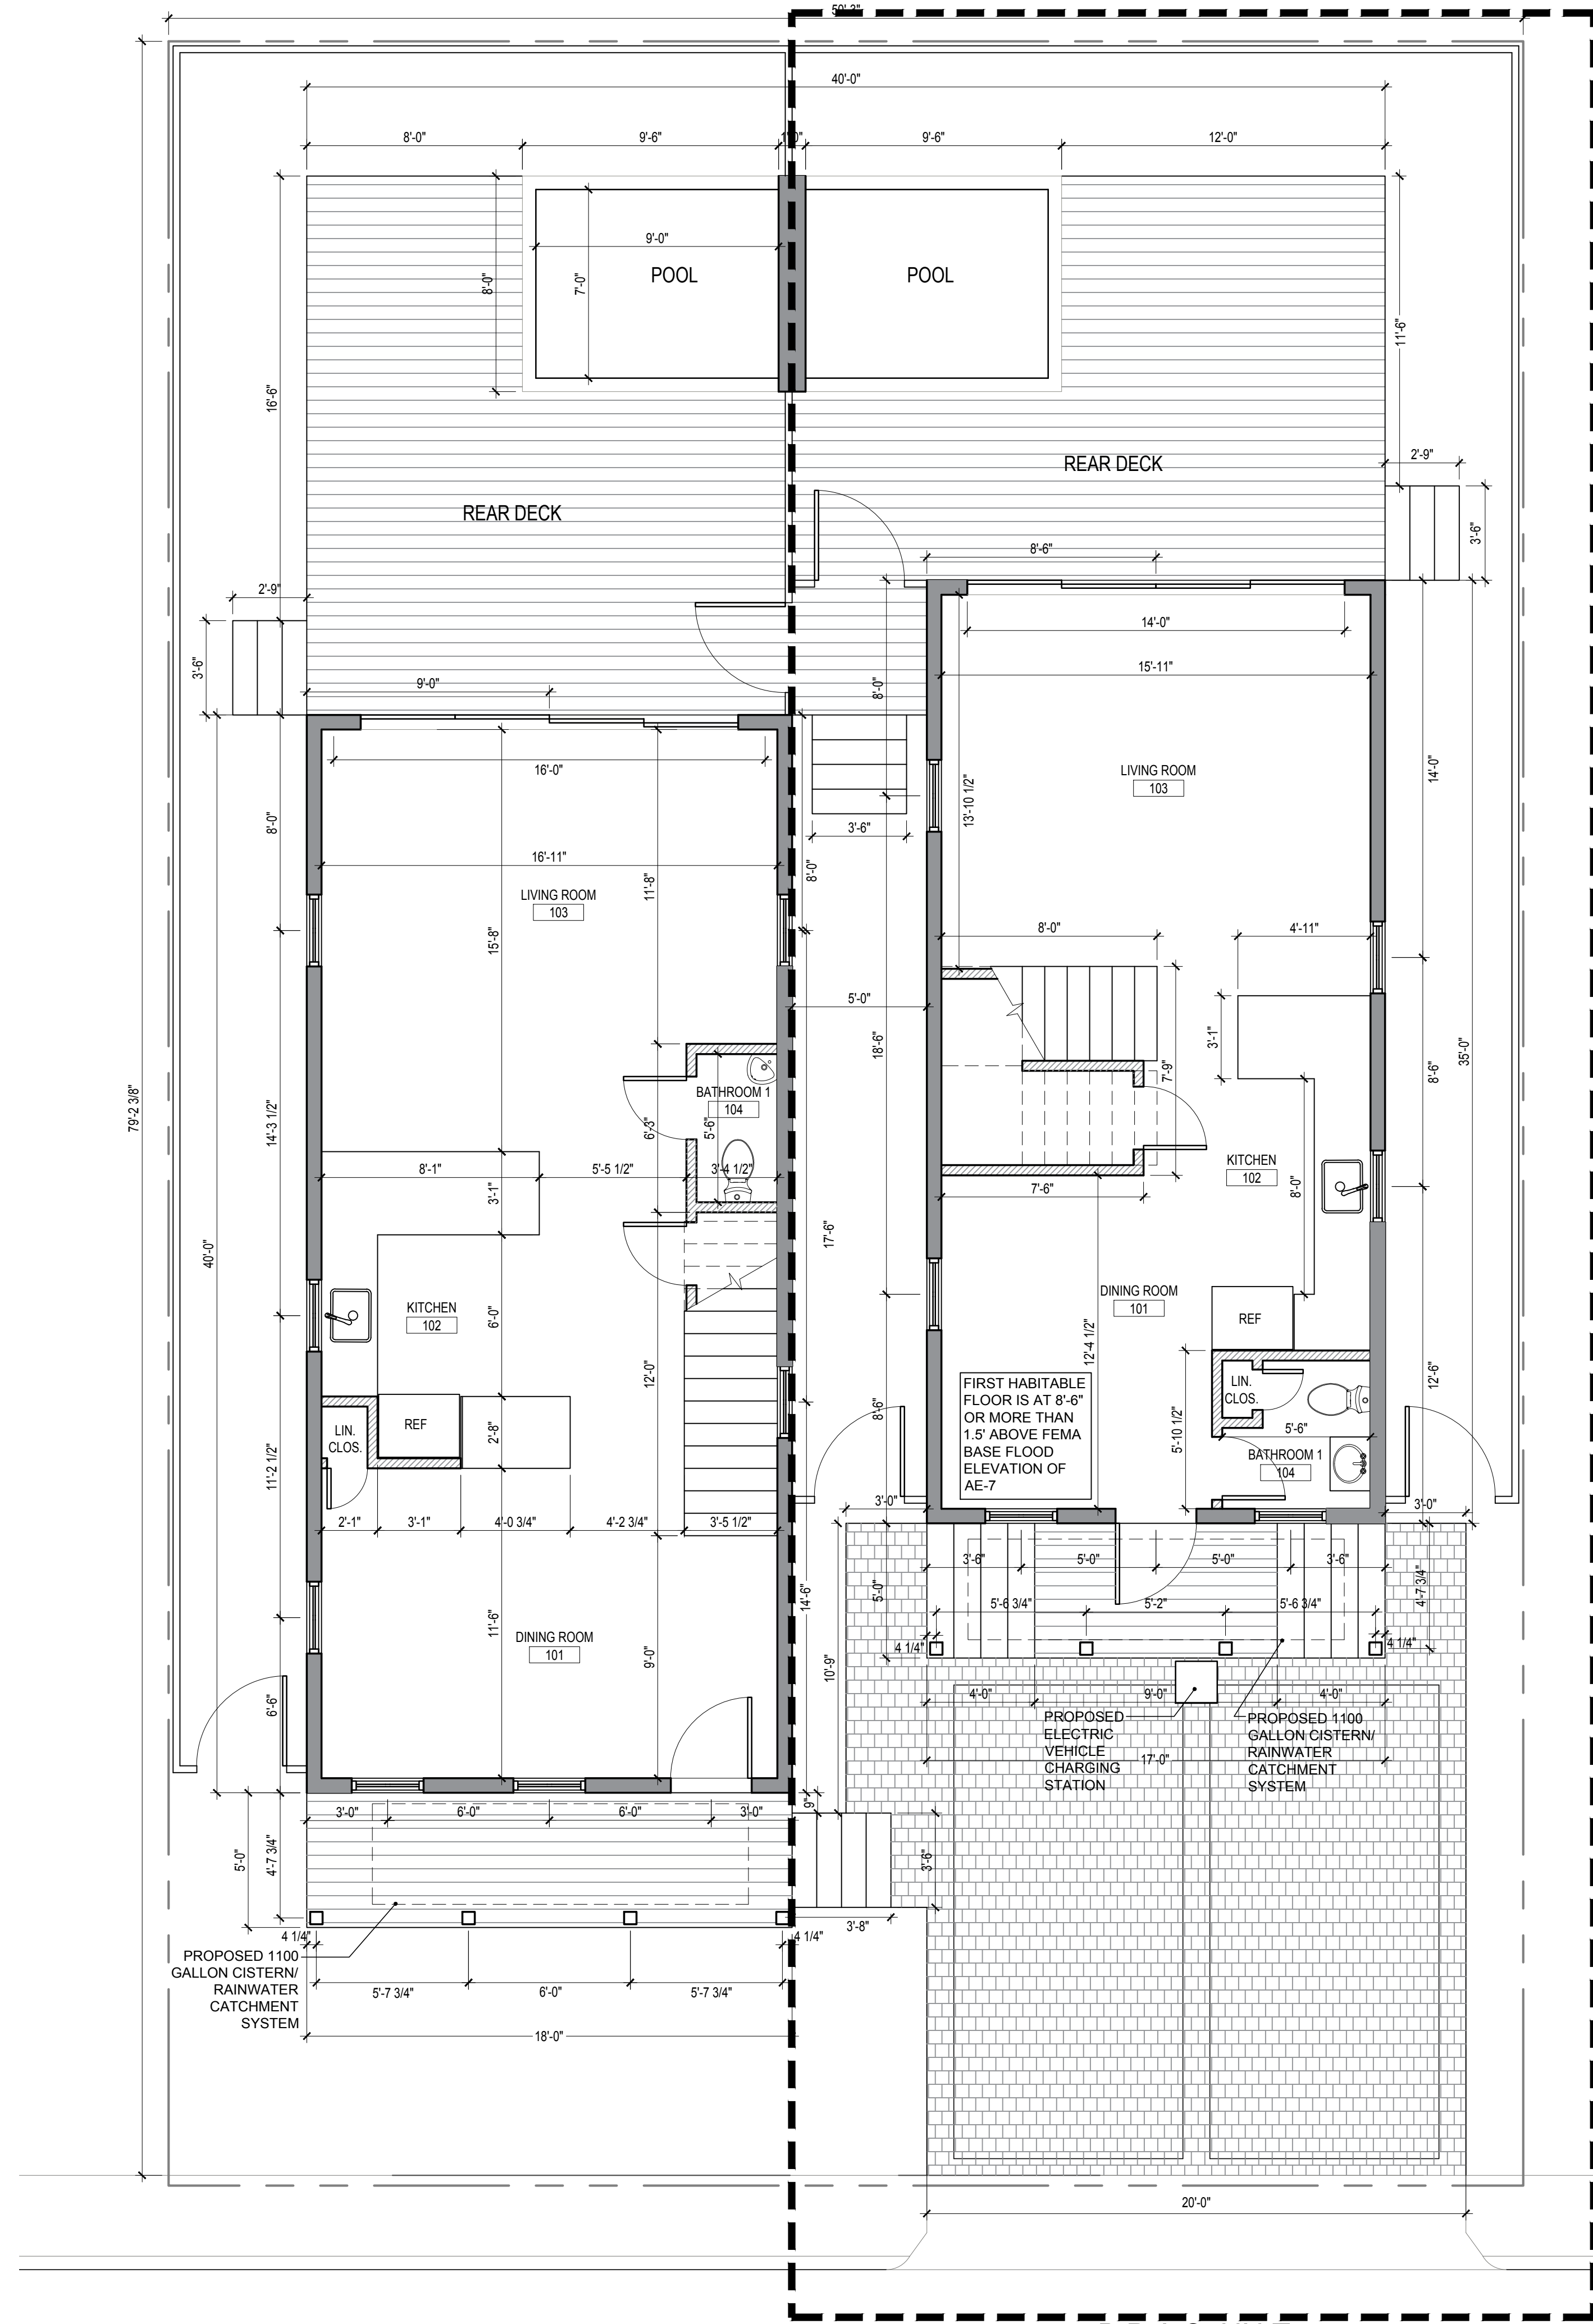 50'-3"
40'-0"
8'-0"
9'-6"
9'-6"
12'-0"
9'-0"
POOL
POOL
8'-0"
7'-0"
11'-6"
16'-6"
REAR DECK
2'-9"
REAR DECK
3'-6"
8'-6"
2'-9"
3'-6"
14'-0"
15'-11"
9'-0"
8'-0"
16'-0"
LIVING ROOM
103
14'-0"
13'-10 1/2"
8'-0"
3'-6"
16'-11"
11'-8"
8'-0"
LIVING ROOM
103
15'-8"
8'-0"
4'-11"
5'-0"
3'-1"
18'-6"
35'-0"
8'-6"
7'-9"
79'-2 3/8"
14'-3 1/2"
BATHROOM 1
104
6'-3"
5'-6"
8'-1"
5'-5 1/2"
3'-4 1/2"
3'-1"
KITCHEN
102
7'-6"
8'-0"
17'-6"
40'-0"
DINING ROOM
101
KITCHEN
102
6'-0"
REF
12'-4 1/2"
12'-0"
12'-6"
FIRST HABITABLE
FLOOR IS AT 8'-6"
OR MORE THAN
1.5' ABOVE FEMA
BASE FLOOD
ELEVATION OF
AE-7
LIN.
CLOS.
8'-6"
REF
LIN.
CLOS.
2'-8"
5'-6"
5'-10 1/2"
BATHROOM 1
104
11'-2 1/2"
3'-0"
3'-0"
2'-1"
3'-1"
4'-0 3/4"
4'-2 3/4"
3'-5 1/2"
3'-6"
5'-0"
5'-0"
3'-6"
5'-0"
4'-7 3/4"
14'-6"
5'-6 3/4"
5'-2"
5'-6 3/4"
11'-6"
DINING ROOM
101
9'-0"
4 1/4"
4 1/4"
10'-9"
6'-6"
4'-0"
9'-0"
4'-0"
PROPOSED
ELECTRIC
VEHICLE
CHARGING
STATION
PROPOSED 1100
GALLON CISTERN/
RAINWATER
CATCHMENT
SYSTEM
17'-0"
9"
3'-0"
6'-0"
6'-0"
3'-0"
5'-0"
4'-7 3/4"
3'-6"
3'-8"
4 1/4"
4 1/4"
PROPOSED 1100
GALLON CISTERN/
RAINWATER
CATCHMENT
SYSTEM
5'-7 3/4"
6'-0"
5'-7 3/4"
18'-0"
20'-0"